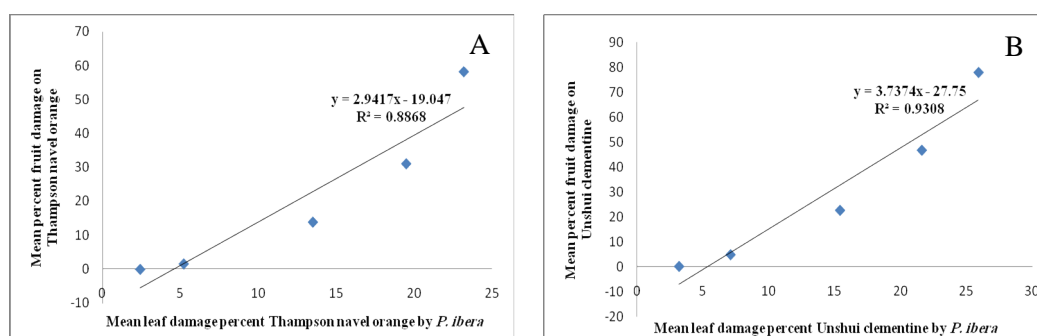 A
Mean percent fruit damage on
Thampson navel orange
70
60
50
40
30
20
10
0
-10
y = 2.9417x - 19.047
R² = 0.8868
0
5
10
15
20
25
Mean leaf damage percent Thampson navel orange by P. ibera
B
Mean percent fruit damage on
Unshui clementine
90
80
70
60
50
40
30
20
10
0
-10
y = 3.7374x - 27.75
R² = 0.9308
0
5
10
15
20
25
30
Mean leaf damage percent Unshui clementine by P. ibera